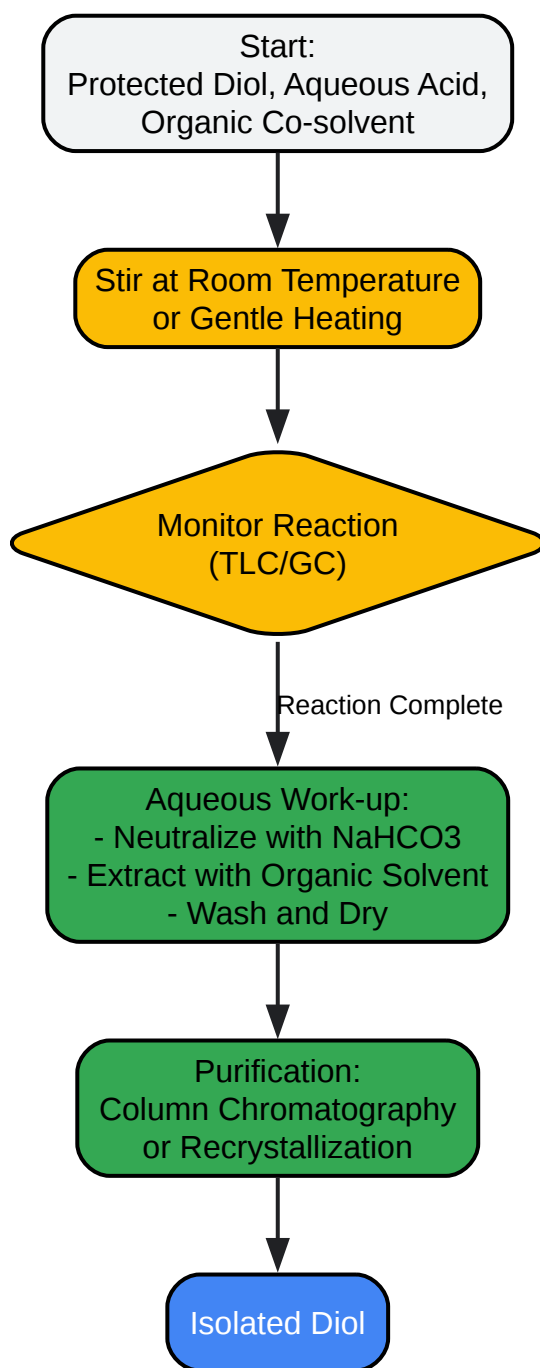 Start:
Protected Diol, Aqueous Acid,
Organic Co-solvent
Stir at Room Temperature
or Gentle Heating
Monitor Reaction
(TLC/GC)
Reaction Complete
Aqueous Work-up:
- Neutralize with NaHCO3
- Extract with Organic Solvent
- Wash and Dry
Purification:
Column Chromatography
or Recrystallization
Isolated Diol